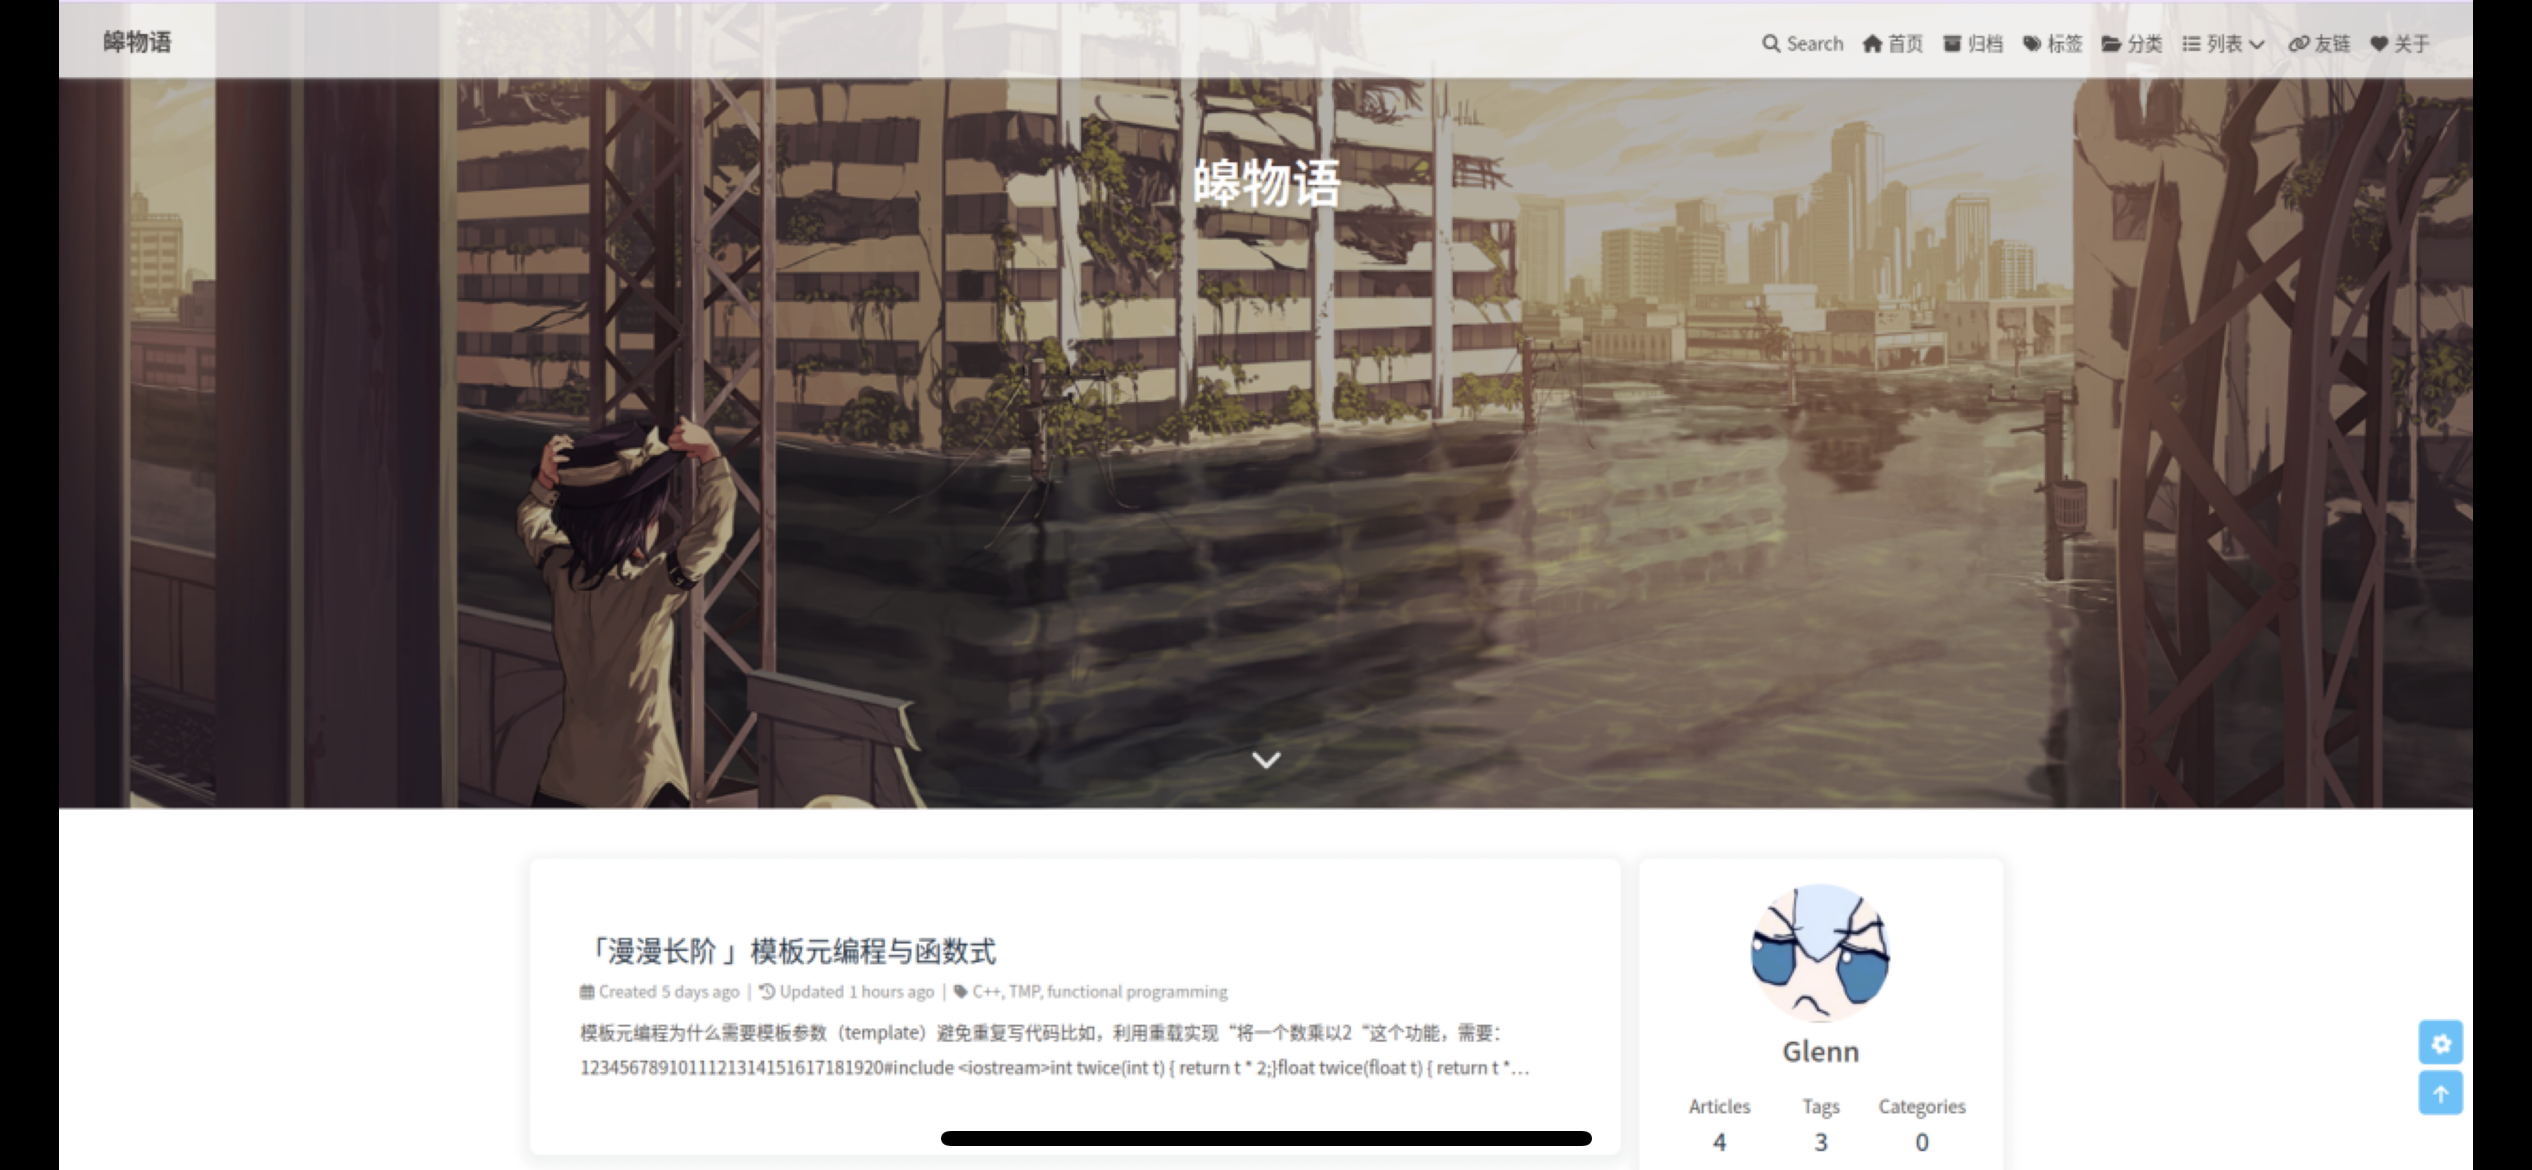 皞物语
Search 首页 归档 标签 分类 列表 友链 关于
皞物语
「漫漫长阶 」模板元编程与函数式
Created 5 days ago | Updated 1 hours ago | C++, TMP, functional programming
模板元编程为什么需要模板参数（template）避免重复写代码比如，利用重载实现“将一个数乘以2 “这个功能，需要：
1234567891011121314151617181920#include <iostream>int twice(int t) { return t * 2;}float twice(float t) { return t *...
Glenn
Articles Tags Categories
4 3 0